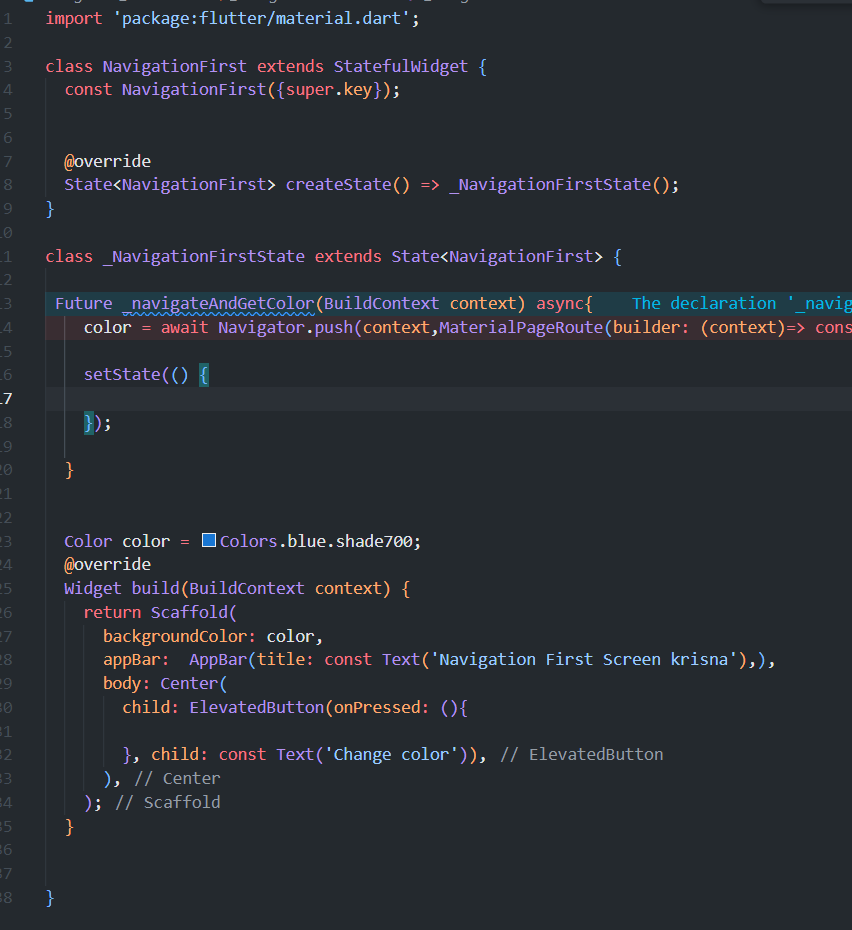 1 import 'package:flutter/material.dart';
2
3 class NavigationFirst extends StatefulWidget {
4 const NavigationFirst({super.key});
5
6
7 @override
8 State<NavigationFirst> createState() => _NavigationFirstState();
9 }
10
11 class _NavigationFirstState extends State<NavigationFirst> {
12
13 Future _navigateAndGetColor(BuildContext context) async{ The declaration '_navig
14 color = await Navigator.push(context,MaterialPageRoute(builder: (context)=> cons
15
16 setState(() {
17
18 });
19
20 }
21
22
23 Color color = Colors.blue.shade700;
24 @override
25 Widget build(BuildContext context) {
26 return Scaffold(
27 backgroundColor: color,
28 appBar: AppBar(title: const Text('Navigation First Screen krisna'),),
29 body: Center(
30 child: ElevatedButton(onPressed: (){
31
32 }, child: const Text('Change color')), // ElevatedButton
33 ), // Center
34 ); // Scaffold
35 }
36
37
38 }